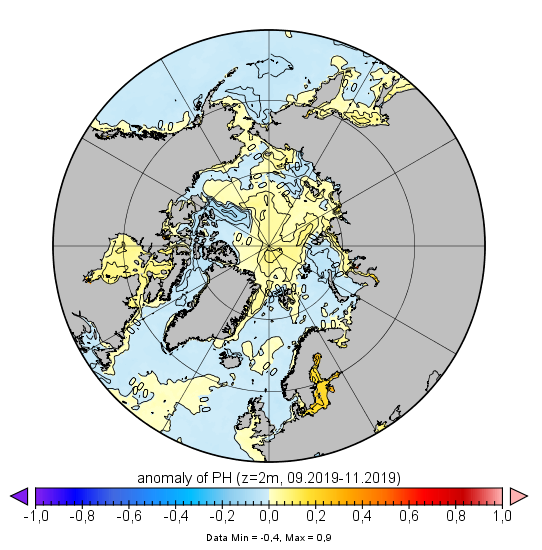 anomaly of PH (z=2m, 09.2019-11.2019)
-1,0 -0,8 -0,6 -0,4 -0,2 0,0 0,2 0,4 0,6 0,8 1,0
Data Min = -0,4, Max = 0,9